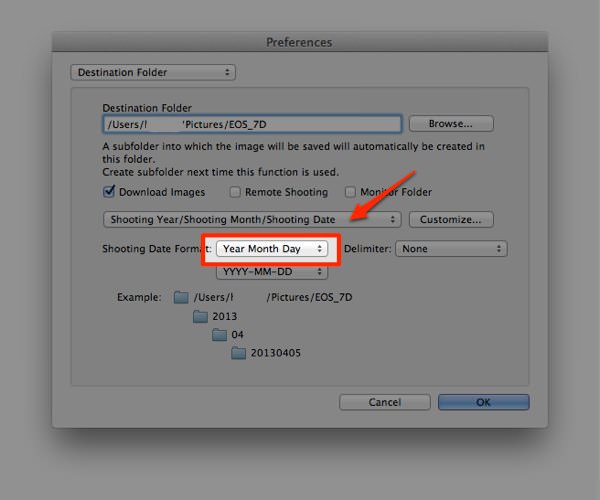 Preferences
Destination Folder
Destination Folder
/Users/ 'Pictures/EOS_7D Browse...
A subfolder into which the image will be saved will automatically be created in
this folder.
Create subfolder next time this function is used.
Download Images Remote Shooting Monitor Folder
Shooting Year/Shooting Month/Shooting Date Customize...
Shooting Date Format: Year Month Day Delimiter: None
YYYY-MM-DD
Example: /Users/ /Pictures/EOS_7D
2013
04
20130405
Cancel OK